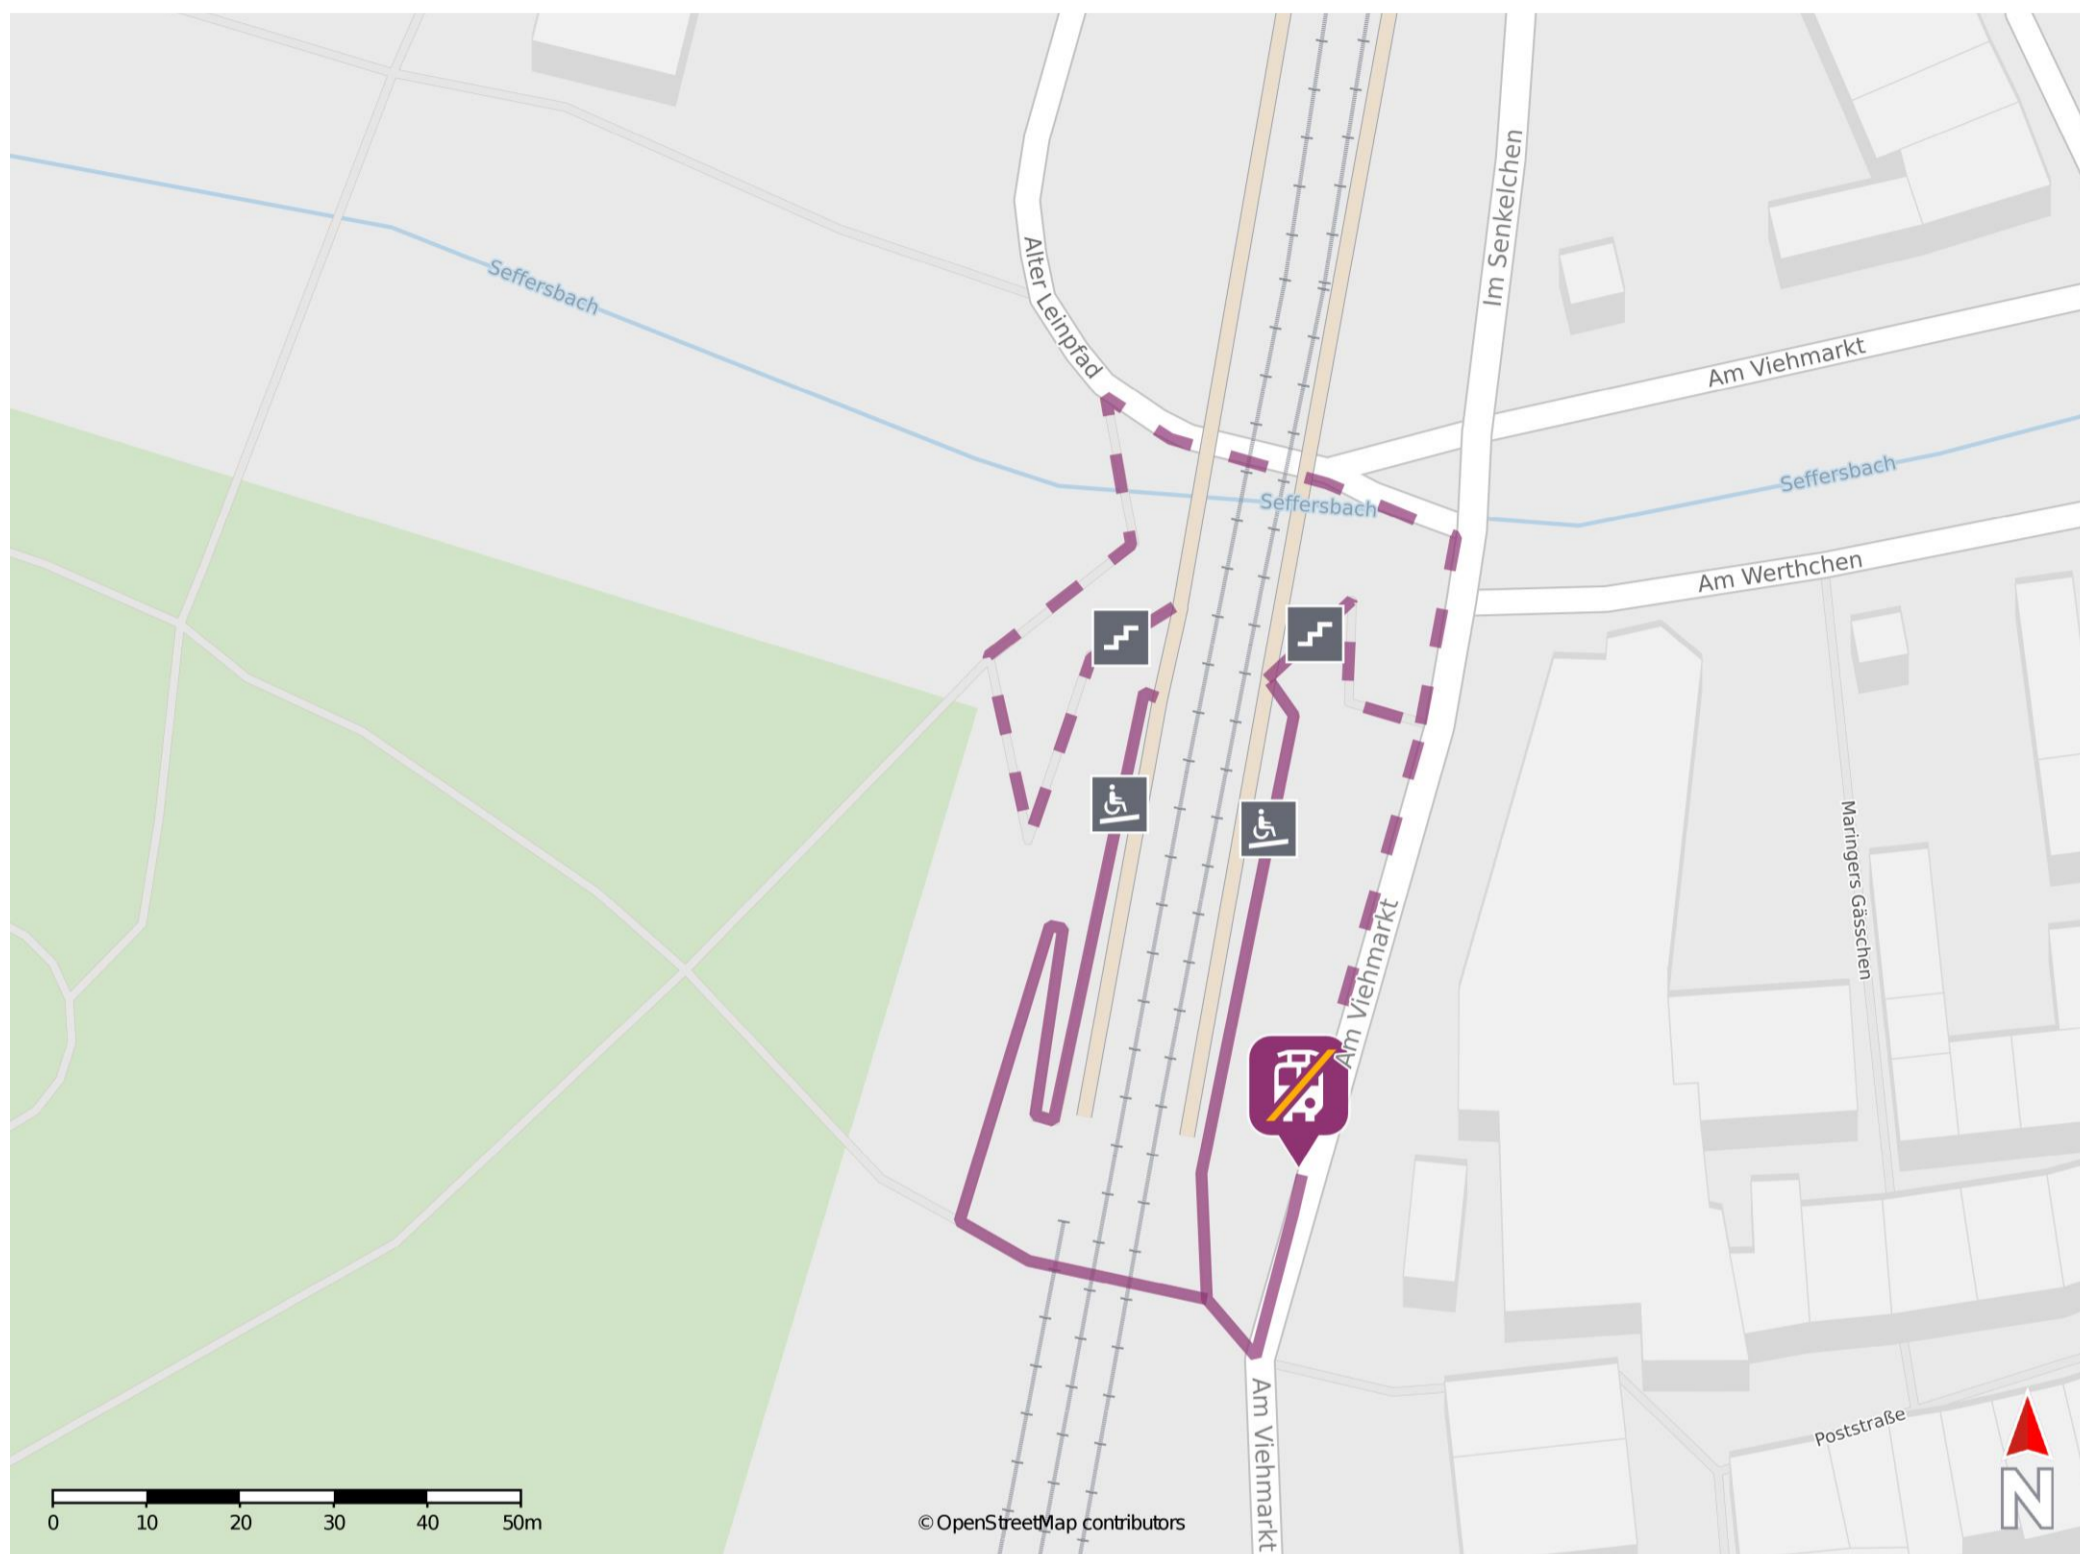 Alter Leinpfad
Im Senkelchen
Seffersbach
Am Viehmarkt
Seffersbach
Seffersbach
Am Werthchen
Maringers Gässchen
Am Viehmarkt
Am Viehmarkt
Poststraße
0 10 20 30 40 50m
© OpenStreetMap contributors
N